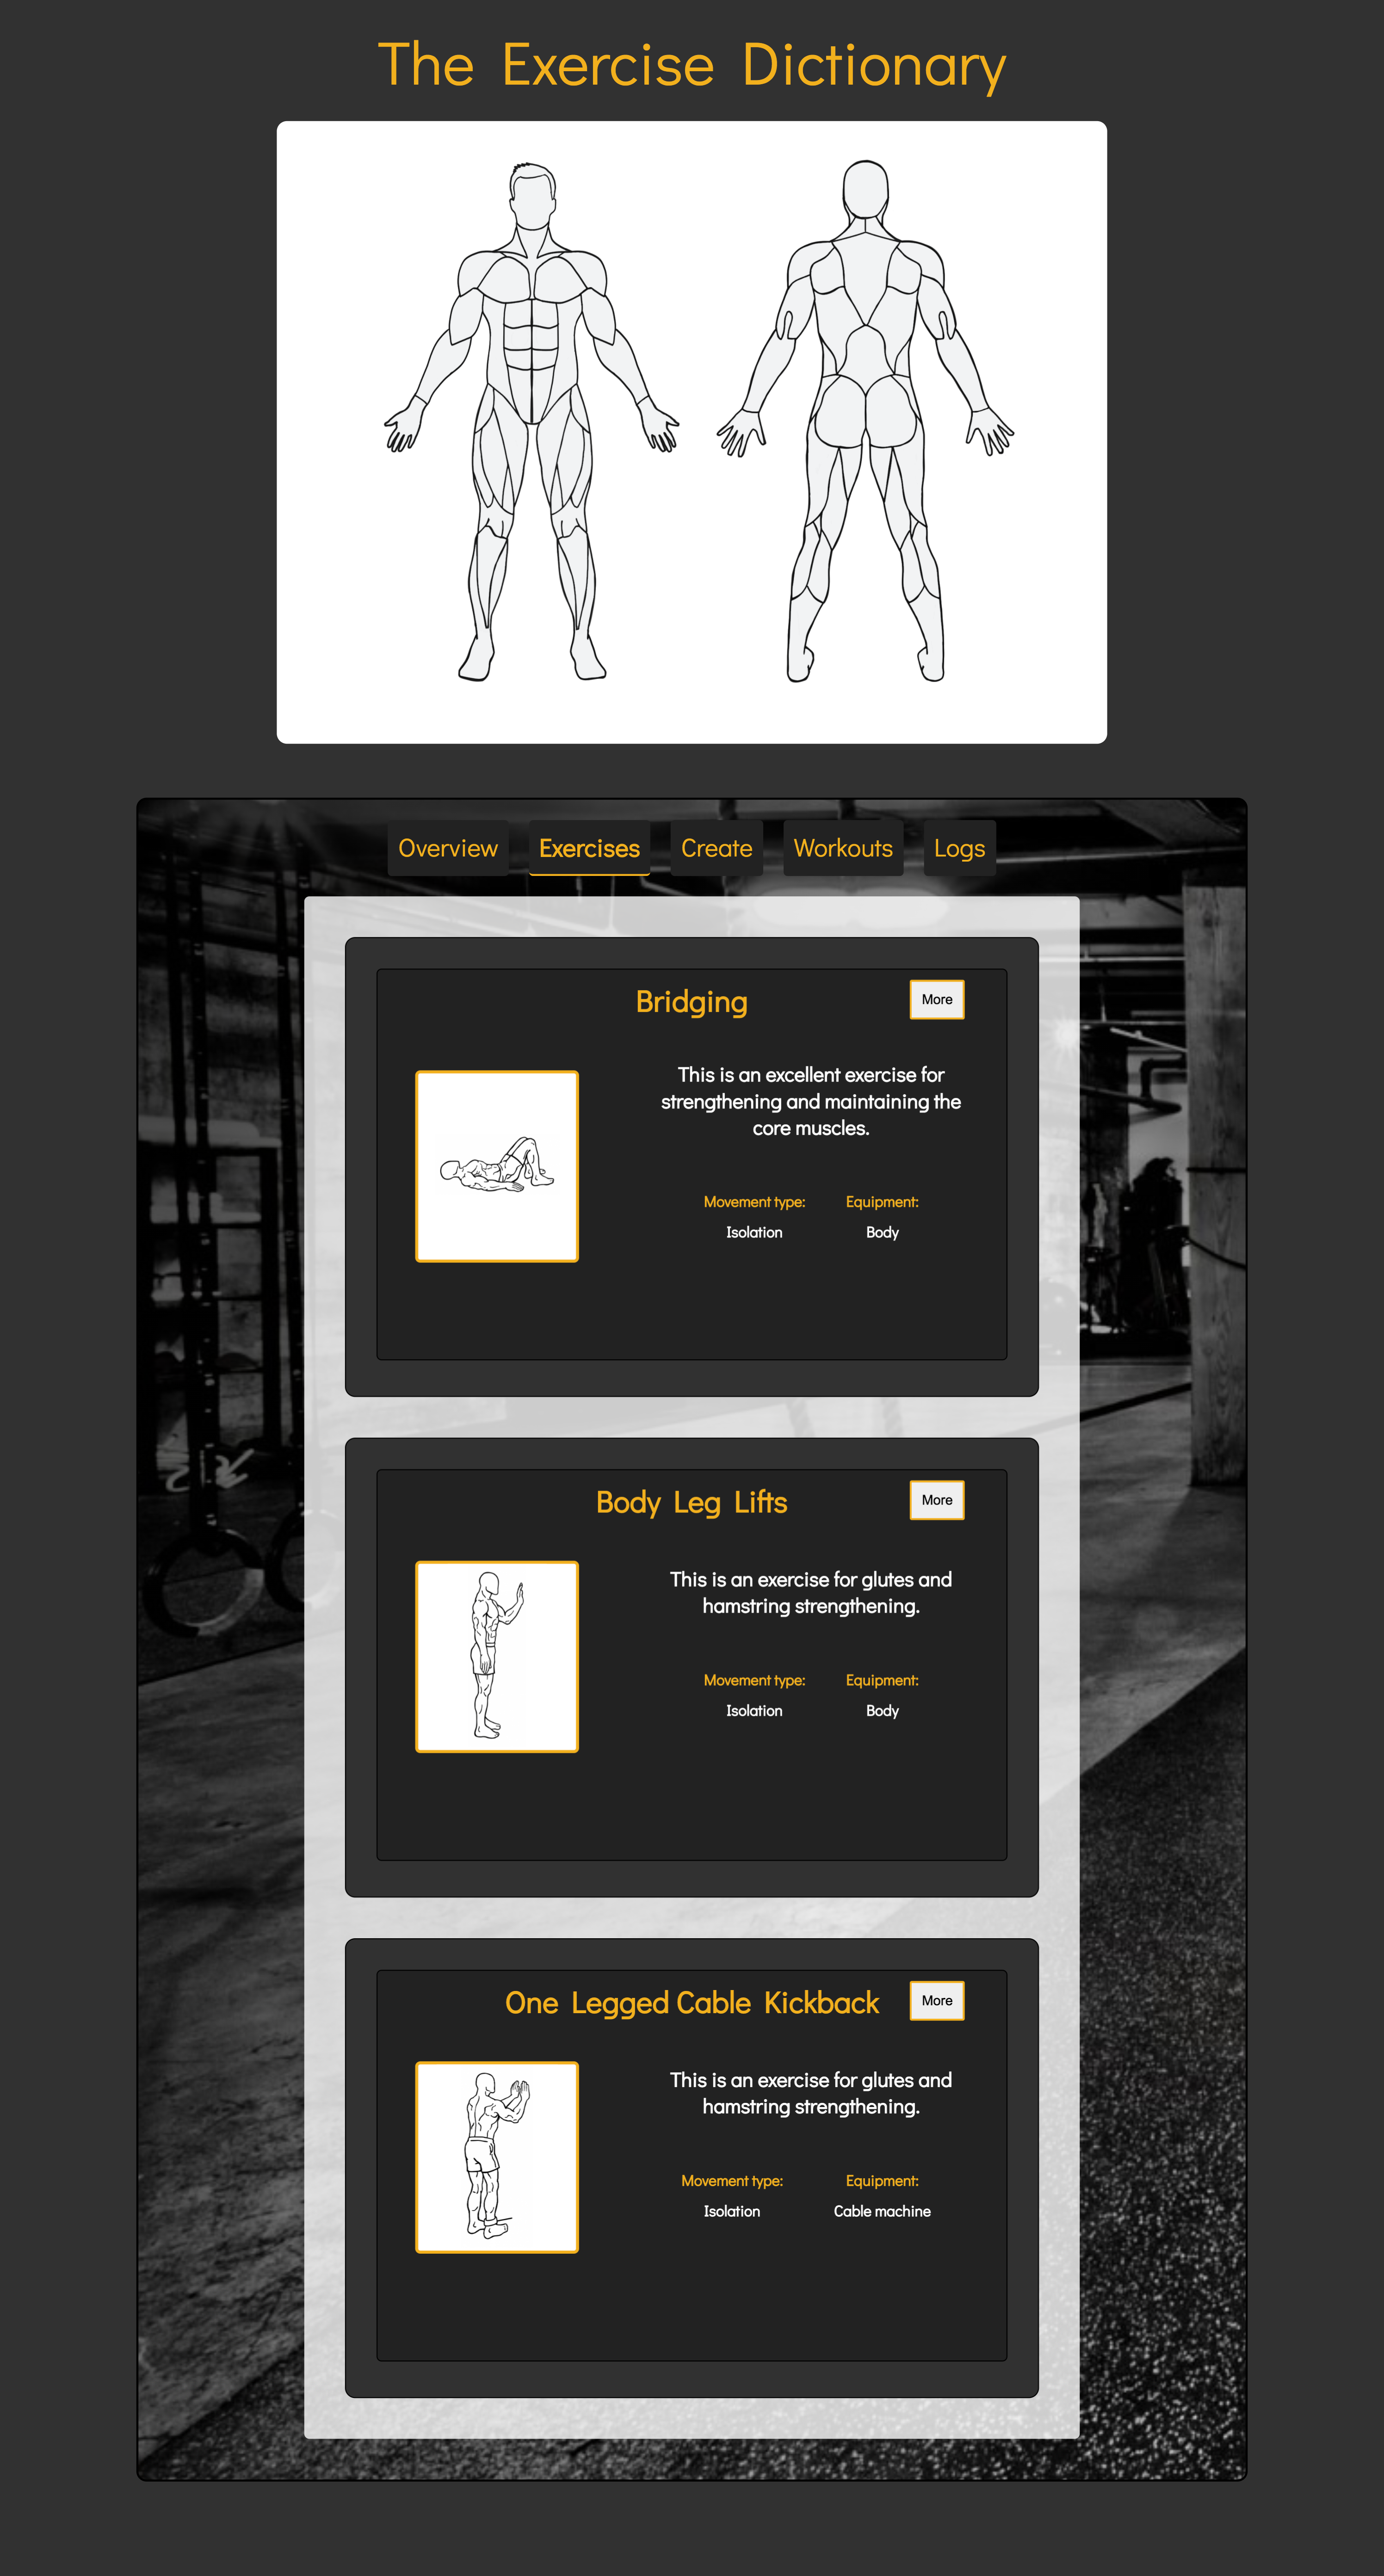 The Exercise Dictionary
Overview
Exercises
Create
Workouts
Logs
Bridging
More
This is an excellent exercise for
strengthening and maintaining the
core muscles.
Movement type:
Equipment:
Isolation
Body
Body Leg Lifts
More
This is an exercise for glutes and
hamstring strengthening.
Movement type:
Equipment:
Isolation
Body
One Legged Cable Kickback
More
This is an exercise for glutes and
hamstring strengthening.
Movement type:
Equipment:
Isolation
Cable machine